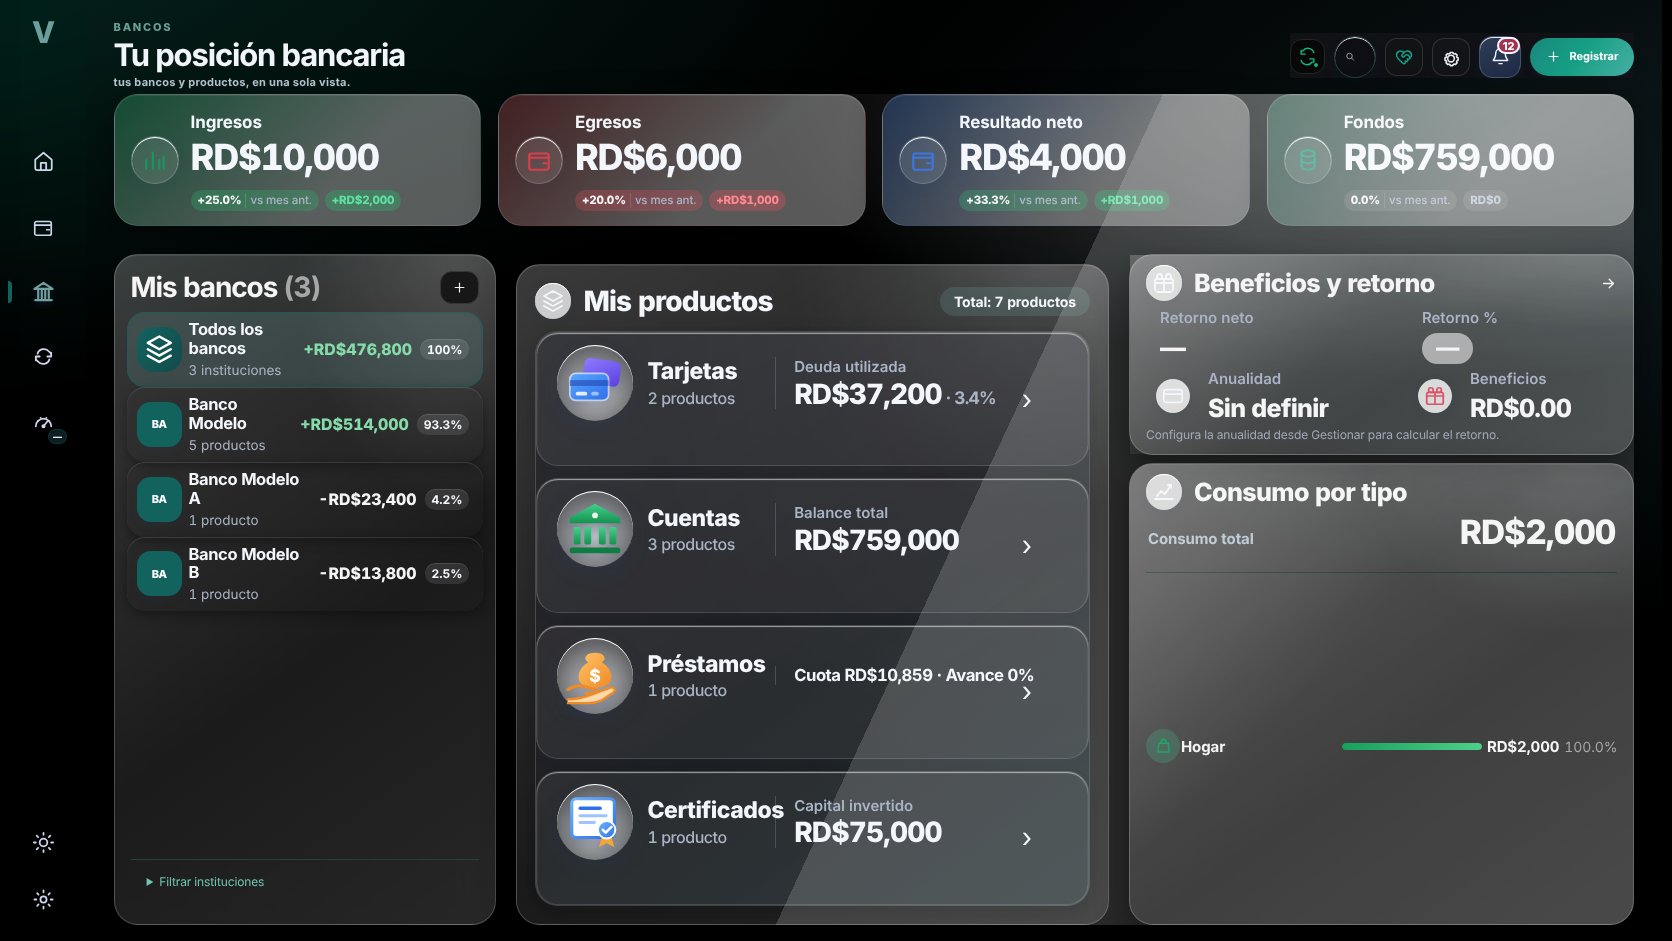 V
BANCOS
Tu posición bancaria
tus bancos y productos, en una sola vista.
12
Registrar
Ingresos
RD$10,000
+25.0% vs mes ant. +RD$2,000
Egresos
RD$6,000
+20.0% vs mes ant. +RD$1,000
Resultado neto
RD$4,000
+33.3% vs mes ant. +RD$1,000
Fondos
RD$759,000
0.0% vs mes ant. RD$0
Mis bancos (3)
Todos los
bancos
3 instituciones
+RD$476,800 100%
BA
Banco
Modelo
5 productos
+RD$514,000 93.3%
BA
Banco Modelo
A
1 producto
-RD$23,400 4.2%
BA
Banco Modelo
B
1 producto
-RD$13,800 2.5%
Filtrar instituciones
Mis productos
Total: 7 productos
Tarjetas
2 productos
Deuda utilizada
RD$37,200 · 3.4%
Cuentas
3 productos
Balance total
RD$759,000
Préstamos
1 producto
Cuota RD$10,859 · Avance 0%
Certificados
1 producto
Capital invertido
RD$75,000
Beneficios y retorno
Retorno neto
—
Retorno %
—
Anualidad
Sin definir
Beneficios
RD$0.00
Configura la anualidad desde Gestionar para calcular el retorno.
Consumo por tipo
Consumo total
RD$2,000
Hogar
RD$2,000 100.0%